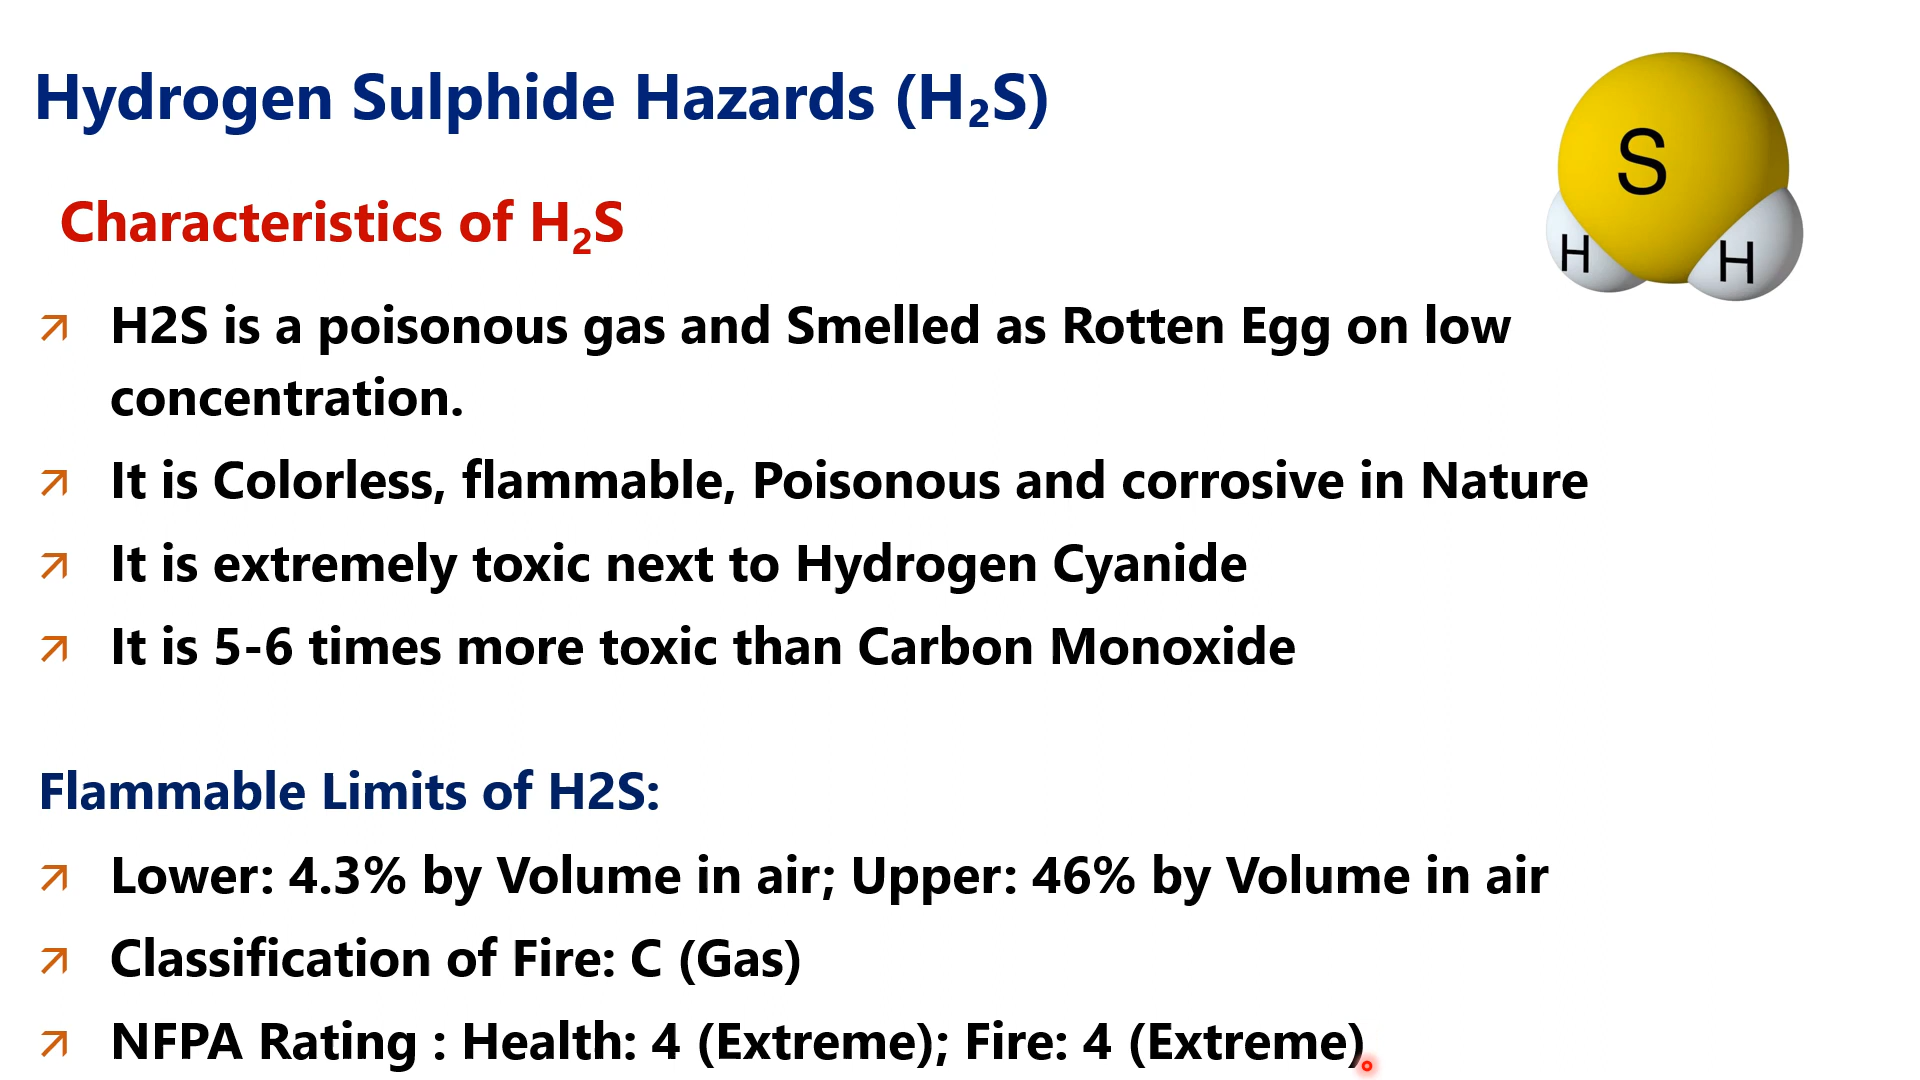 Hydrogen Sulphide Hazards (H₂S)
S
H
H
Characteristics of H₂S
H2S is a poisonous gas and Smelled as Rotten Egg on low
concentration.
It is Colorless, flammable, Poisonous and corrosive in Nature
It is extremely toxic next to Hydrogen Cyanide
It is 5-6 times more toxic than Carbon Monoxide
Flammable Limits of H2S:
Lower: 4.3% by Volume in air; Upper: 46% by Volume in air
Classification of Fire: C (Gas)
NFPA Rating : Health: 4 (Extreme); Fire: 4 (Extreme)